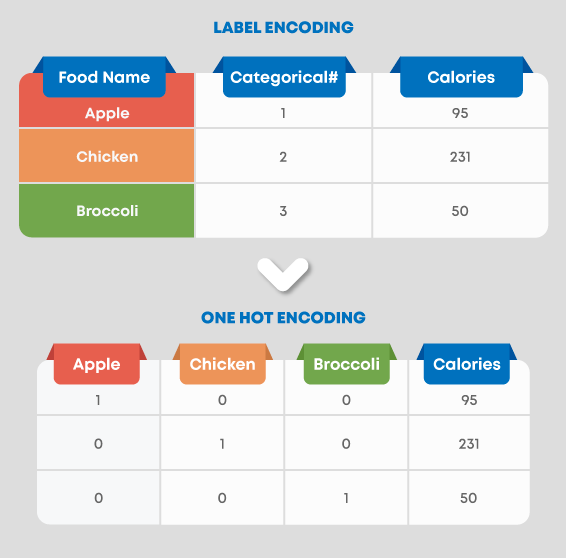 LABEL ENCODING
Food Name Categorical# Calories
Apple 1 95
Chicken 2 231
Broccoli 3 50
ONE HOT ENCODING
Apple Chicken Broccoli Calories
1 0 0 95
0 1 0 231
0 0 1 50